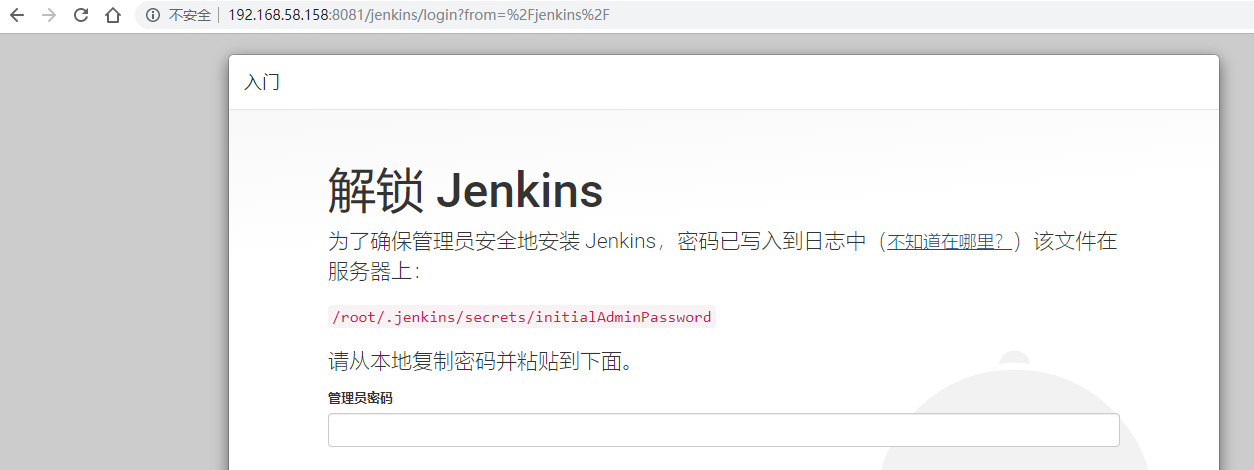 不安全 | 192.168.58.158:8081/jenkins/login?from=%2Fjenkins%2F
入门
解锁 Jenkins
为了确保管理员安全地安装 Jenkins，密码已写入到日志中（不知道在哪里？）该文件在
服务器上：
/root/.jenkins/secrets/initialAdminPassword
请从本地复制密码并粘贴到下面。
管理员密码